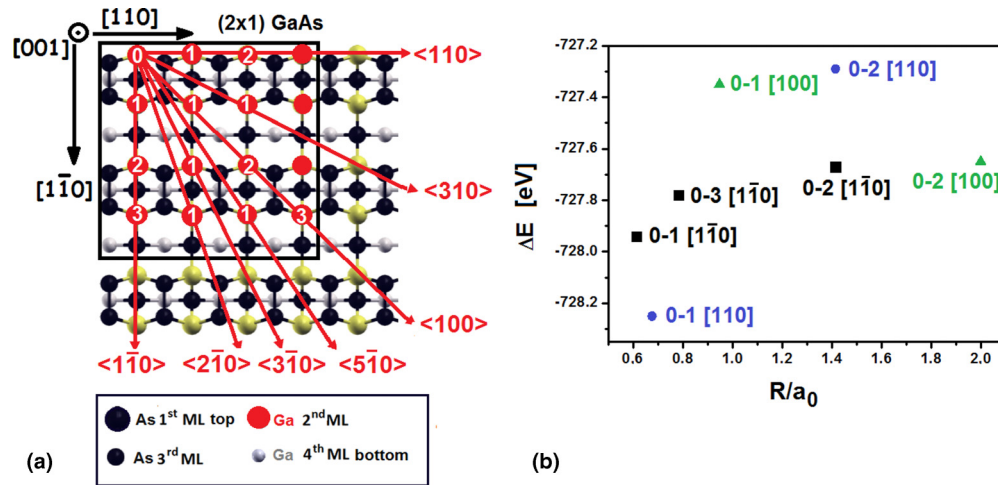 [110]
(2x1) GaAs
[001]
[11̄0]
0 1 2
<110>
1 1 1
2 1 2
<310>
3 1 1 3
<100>
<11̄0> <21̄0> <31̄0> <51̄0>
As 1st ML top
Ga 2nd ML
As 3rd ML
Ga 4th ML bottom
(a)
-727.2
-727.4
-727.6
-727.8
-728.0
-728.2
ΔE [eV]
0-1 [100]
0-2 [110]
0-2 [11̄0]
0-2 [100]
0-3 [11̄0]
0-1 [11̄0]
0-1 [110]
0.6 0.8 1.0 1.2 1.4 1.6 1.8 2.0
R/a0
(b)